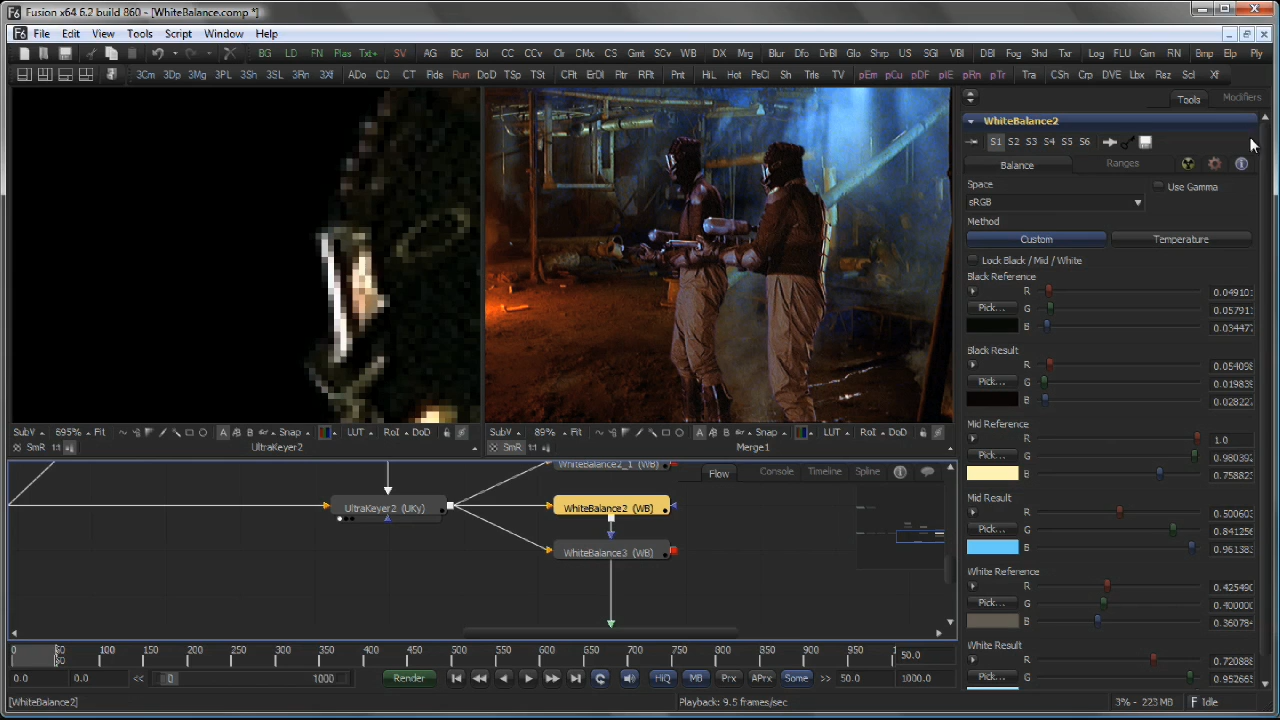 Fusion x64 6.2 build 860 - [WhiteBalance.comp *]
File Edit View Tools Script Window Help
BG LD FN Plas Txt+ SV AG BC Bol CC CCv Clr CMx CS Gmt SCv WB DX Mrg Blur Dfo DrBl Glo Shrp US SGl VBl DBl Fog Shd Txr Log FLU Grn RN Bmp Elp Ply
3Cm 3Dp 3Mg 3PL 3Sh 3SL 3Rn 3Xf ADo CD CT Flds Run DoD TSp TSt CFlt ErDl Fltr RFlt Pnt HiL Hot PxCl Sh Trls TV pEm pCu pDF pIE pRn pTr Tra CSh Crp DVE Lbx Rsz Scl Xf
Tools Modifiers
WhiteBalance2
S1 S2 S3 S4 S5 S6
Balance Ranges
Space
Use Gamma
sRGB
Method
Custom Temperature
Lock Black / Mid / White
Black Reference
R 0.049101
Pick... G 0.057911
B 0.034477
Black Result
R 0.054098
Pick... G 0.019839
B 0.028227
Mid Reference
R 1.0
Pick... G 0.980392
B 0.758823
Mid Result
R 0.500603
Pick... G 0.841256
B 0.961383
White Reference
R 0.425490
Pick... G 0.400000
B 0.360784
White Result
R 0.720888
Pick... G 0.952665
SubV 695% Fit A B Snap LUT RoI DoD
SmR 1:1 UltraKeyer2
SubV 89% Fit A B Snap LUT RoI DoD
SmR 1:1 Merge1
Flow Console Timeline Spline
WhiteBalance2_1 (WB)
UltraKeyer2 (UKy)
WhiteBalance2 (WB)
WhiteBalance3 (WB)
0 50 100 150 200 250 300 350 400 450 500 550 600 650 700 750 800 850 900 950 50.0
0.0 0.0 << 0 1000 Render HiQ MB Prx APrx Some >> 50.0 1000.0
[WhiteBalance2] Playback: 9.5 frames/sec 3% - 223 MB Idle